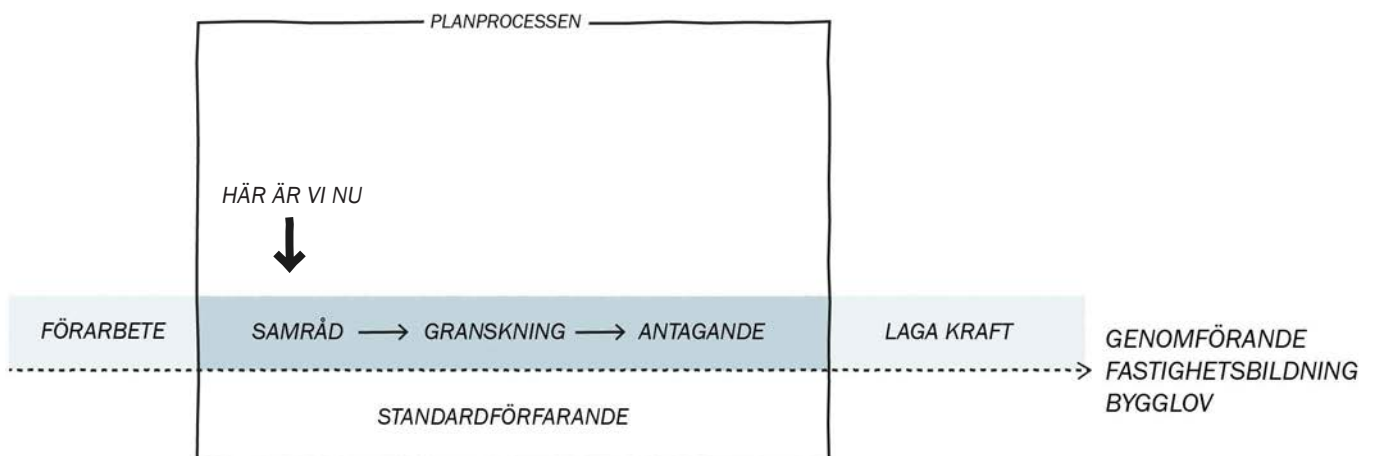 PLANPROCESSEN
HÄR ÄR VI NU
FÖRARBETE
SAMRÅD
GRANSKNING
ANTAGANDE
LAGA KRAFT
GENOMFÖRANDE
FASTIGHETSBILDNING
BYGGLOV
STANDARDFÖRFARANDE